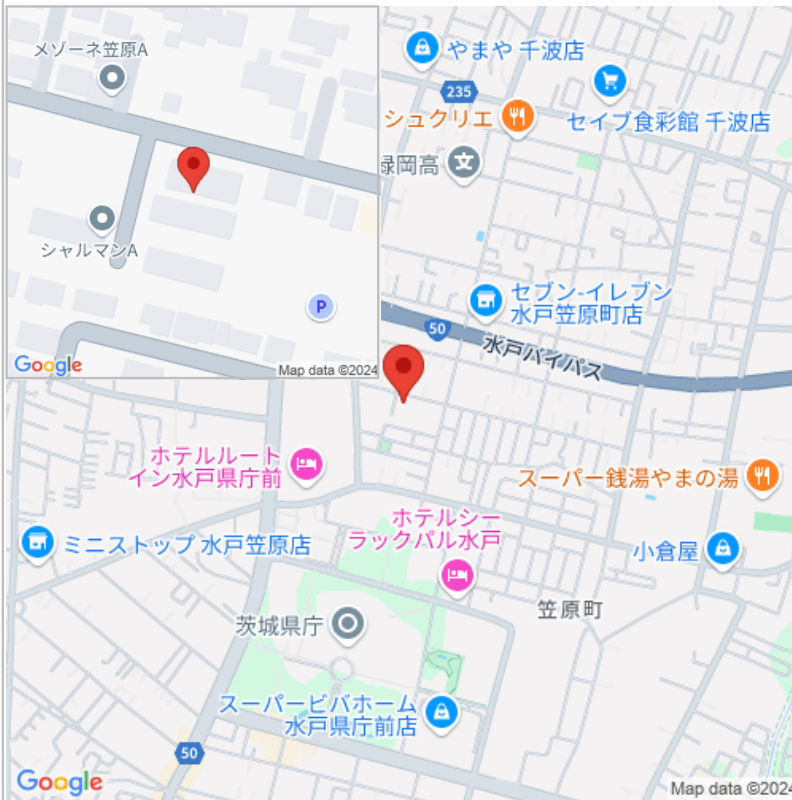 メゾーネ笠原A
シャルマンA
P
Google
Map data ©2024
やまや 千波店
235
セイブ食彩館 千波店
シュクリエ
緑岡高
文
セブン-イレブン
水戸笠原町店
50
水戸バイパス
ホテルルート
イン水戸県庁前
スーパー銭湯やまの湯
ホテルシー
ラックパル水戸
ミニストップ 水戸笠原店
小倉屋
笠原町
茨城県庁
スーパービバホーム
水戸県庁前店
50
Google
Map data ©2024